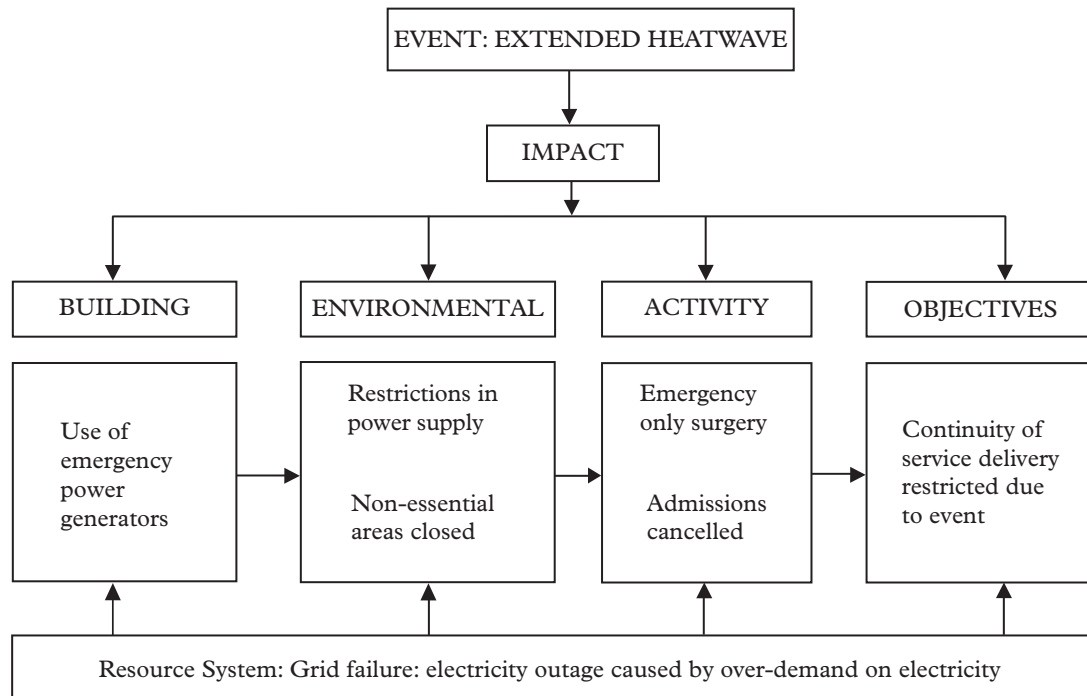 EVENT: EXTENDED HEATWAVE
IMPACT
BUILDING
ENVIRONMENTAL
ACTIVITY
OBJECTIVES
Use of
emergency
power
generators
Restrictions in
power supply
Non-essential
areas closed
Emergency
only surgery
Admissions
cancelled
Continuity of
service delivery
restricted due
to event
Resource System: Grid failure: electricity outage caused by over-demand on electricity